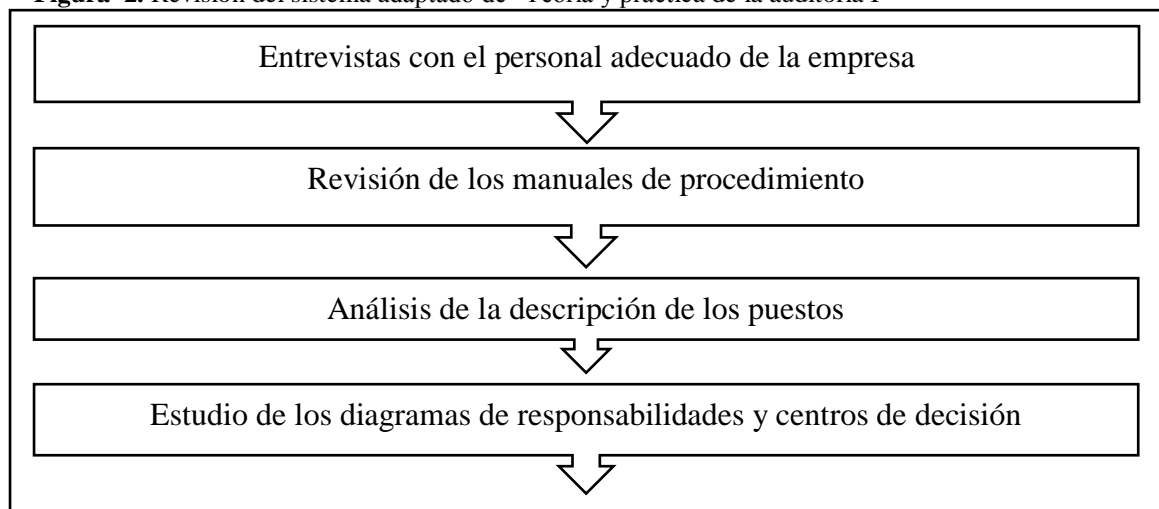 Figura 2. Revisión del sistema adaptado de "Teoría y práctica de la auditoría I"
Entrevistas con el personal adecuado de la empresa
Revisión de los manuales de procedimiento
Análisis de la descripción de los puestos
Estudio de los diagramas de responsabilidades y centros de decisión